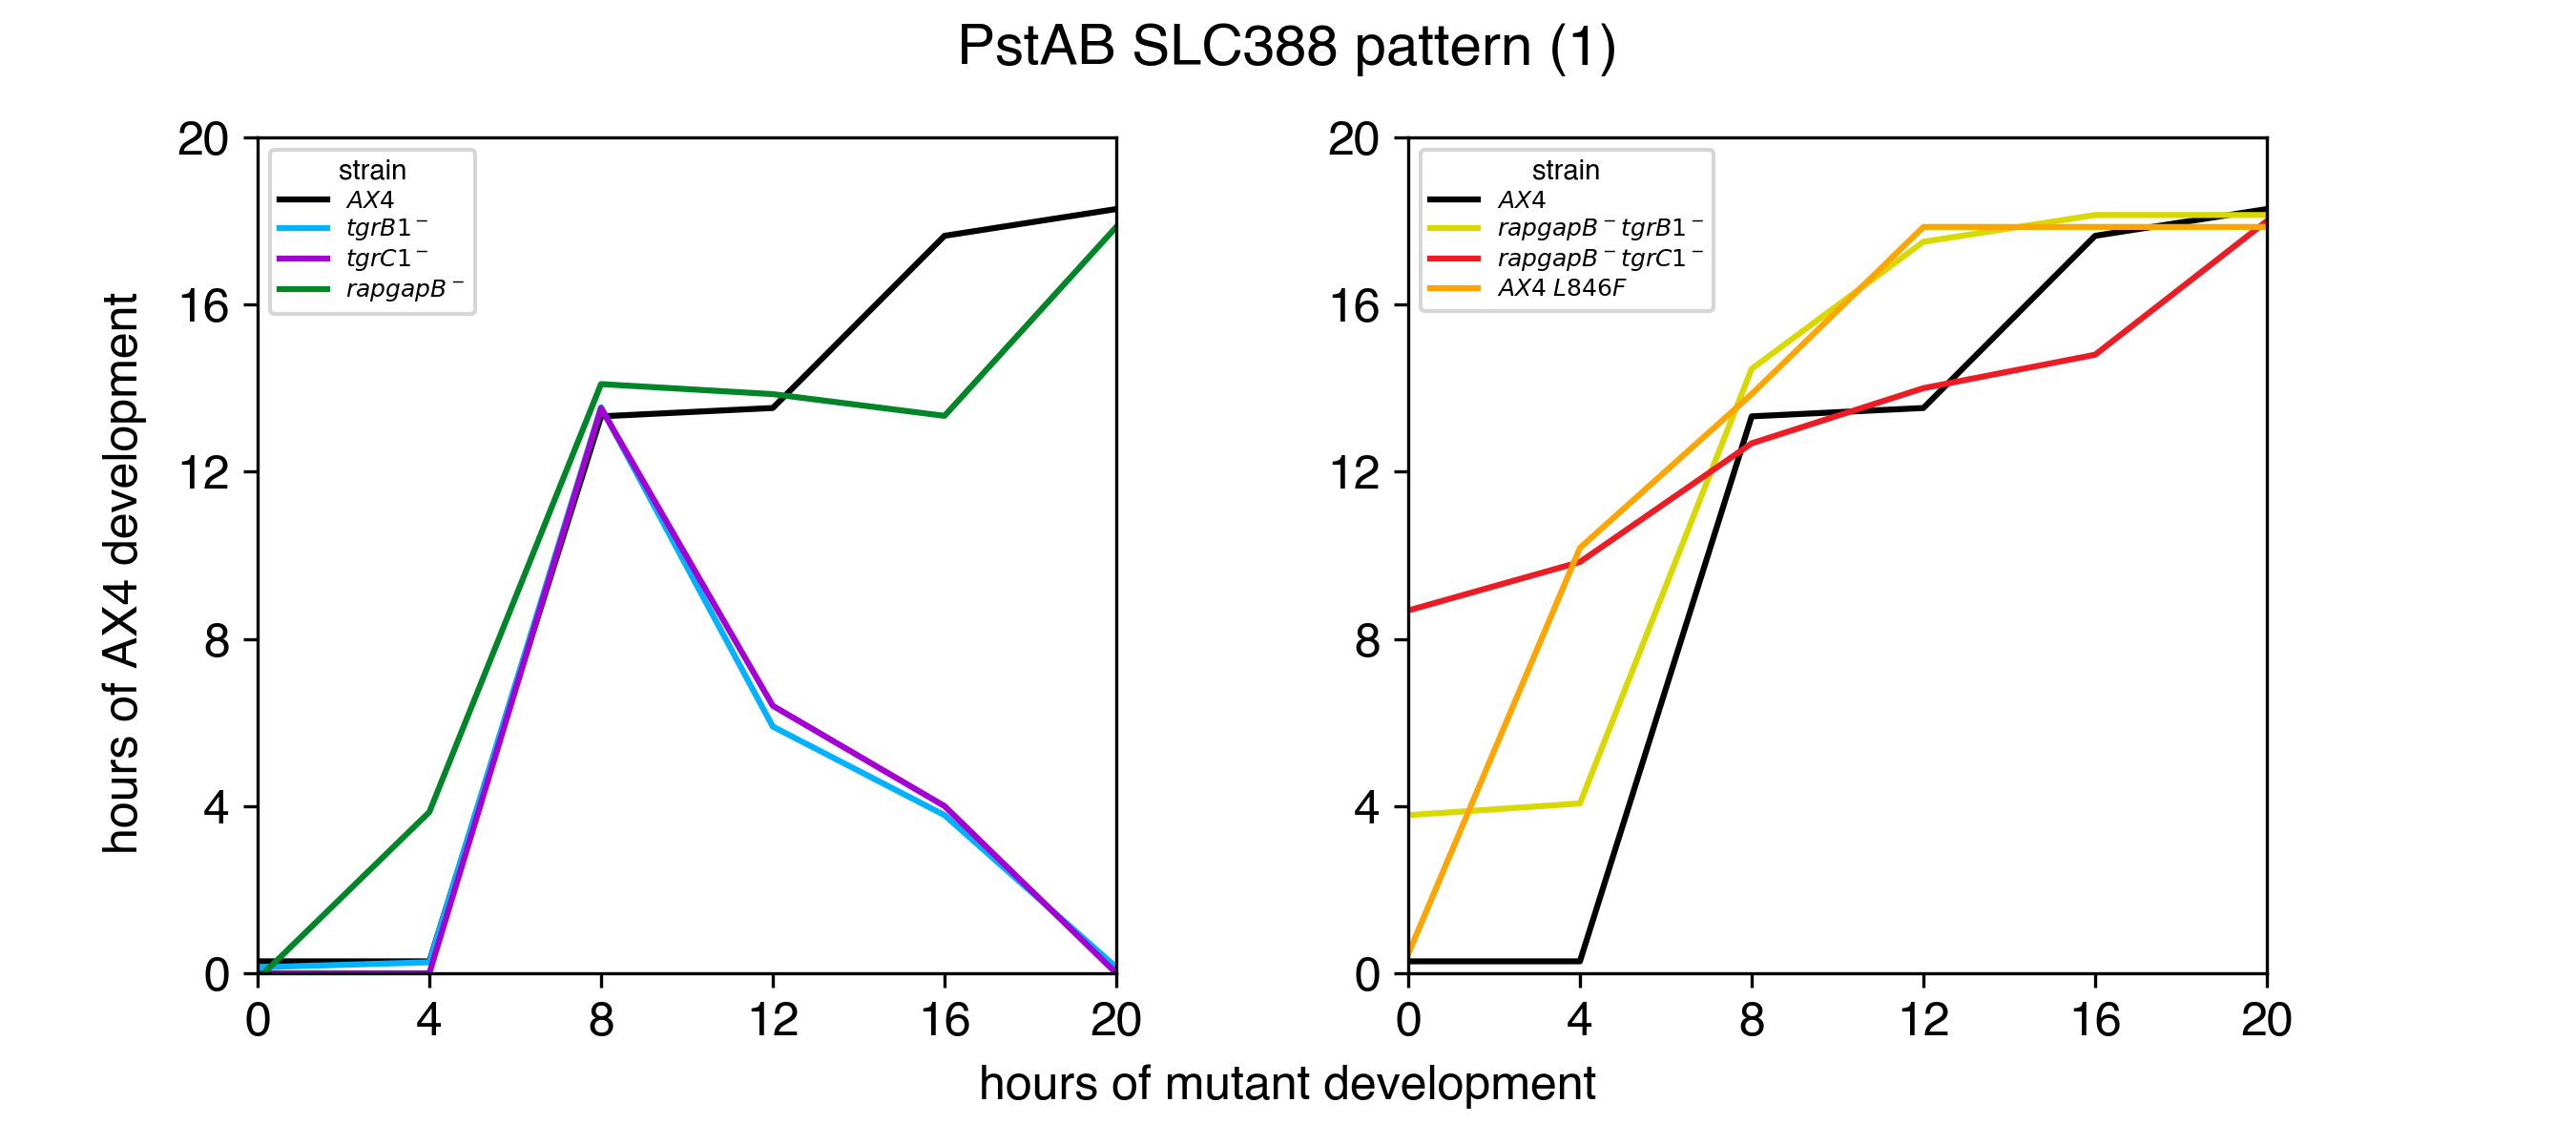 PstAB SLC388 pattern (1)
hours of AX4 development
20
16
12
8
4
0
0 4 8 12 16 20
strain
AX4
tgrB1⁻
tgrC1⁻
rapgapB⁻
20
16
12
8
4
0
0 4 8 12 16 20
strain
AX4
rapgapB⁻tgrB1⁻
rapgapB⁻tgrC1⁻
AX4 L846F
hours of mutant development